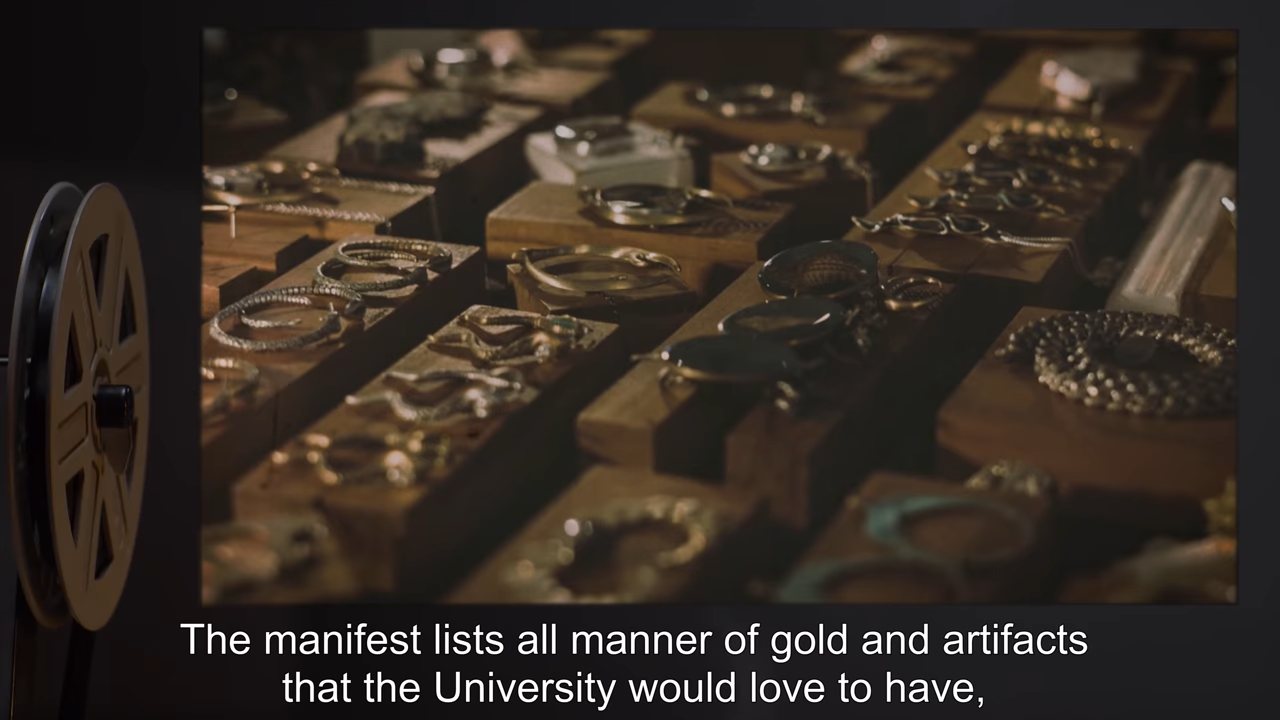 The manifest lists all manner of gold and artifacts
that the University would love to have,